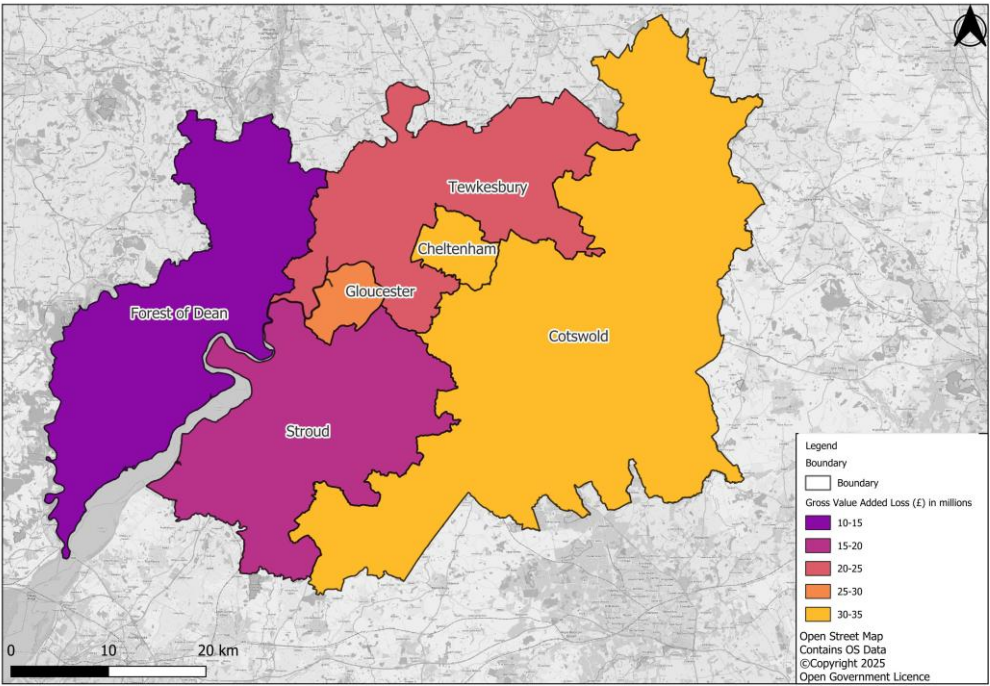 Tewkesbury
Cheltenham
Gloucester
Forest of Dean
Cotswold
Stroud
Legend
Boundary
Boundary
Gross Value Added Loss (£) in millions
10-15
15-20
20-25
25-30
30-35
Open Street Map
Contains OS Data
©Copyright 2025
Open Government Licence
0 10 20 km